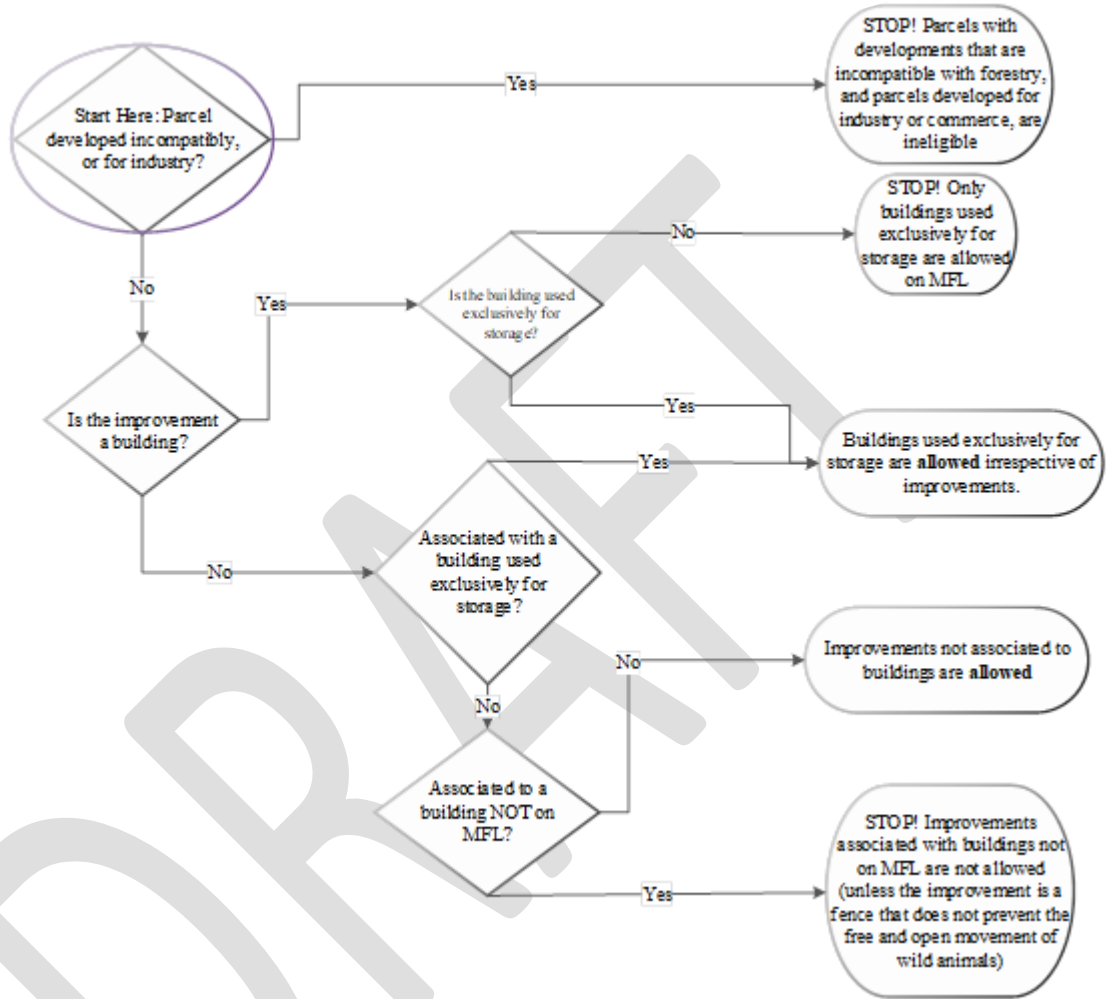 STOP! Parcels with
developments that are
incompatible with forestry,
and parcels developed for
industry or commerce, are
ineligible
Yes
Start Here: Parcel
developed incompatibly,
or for industry?
STOP! Only
buildings used
exclusively for
storage are allowed
on MFL
No
No
Yes
Is the building used
exclusively for
storage?
Is the improvement
a building?
Yes
Buildings used exclusively for
storage are allowed irrespective of
improvements.
Yes
Associated with a
building used
exclusively for
storage?
No
No
Improvements not associated to
buildings are allowed
No
Associated to a
building NOT on
MFL?
STOP! Improvements
associated with buildings not
on MFL are not allowed
(unless the improvement is a
fence that does not prevent the
free and open movement of
wild animals)
Yes
DRAFT